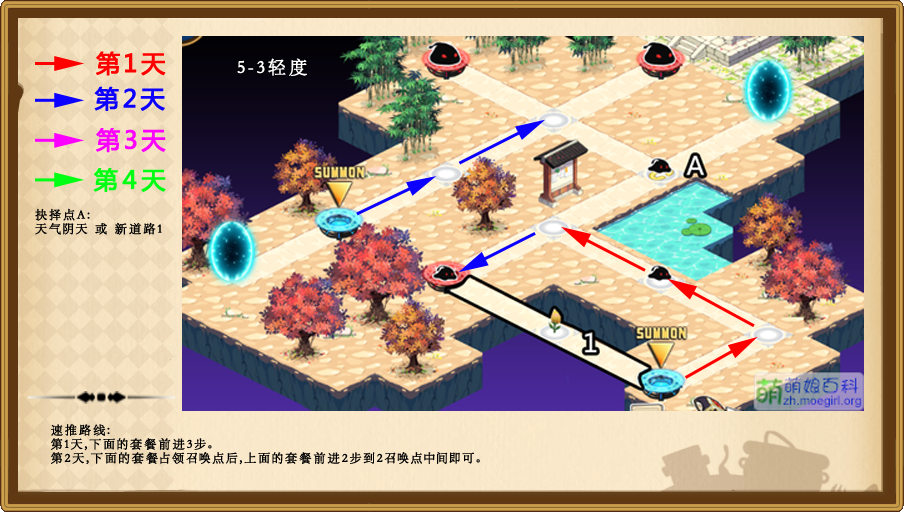 第1天
第2天
第3天
第4天
抉择点A:
天气阴天 或 新道路1
5-3轻度
SUMMON
A
SUMMON
1
萌 萌娘百科
zh.moegirl.org
速推路线:
第1天,下面的套餐前进3步。
第2天,下面的套餐占领召唤点后,上面的套餐前进2步到2召唤点中间即可。